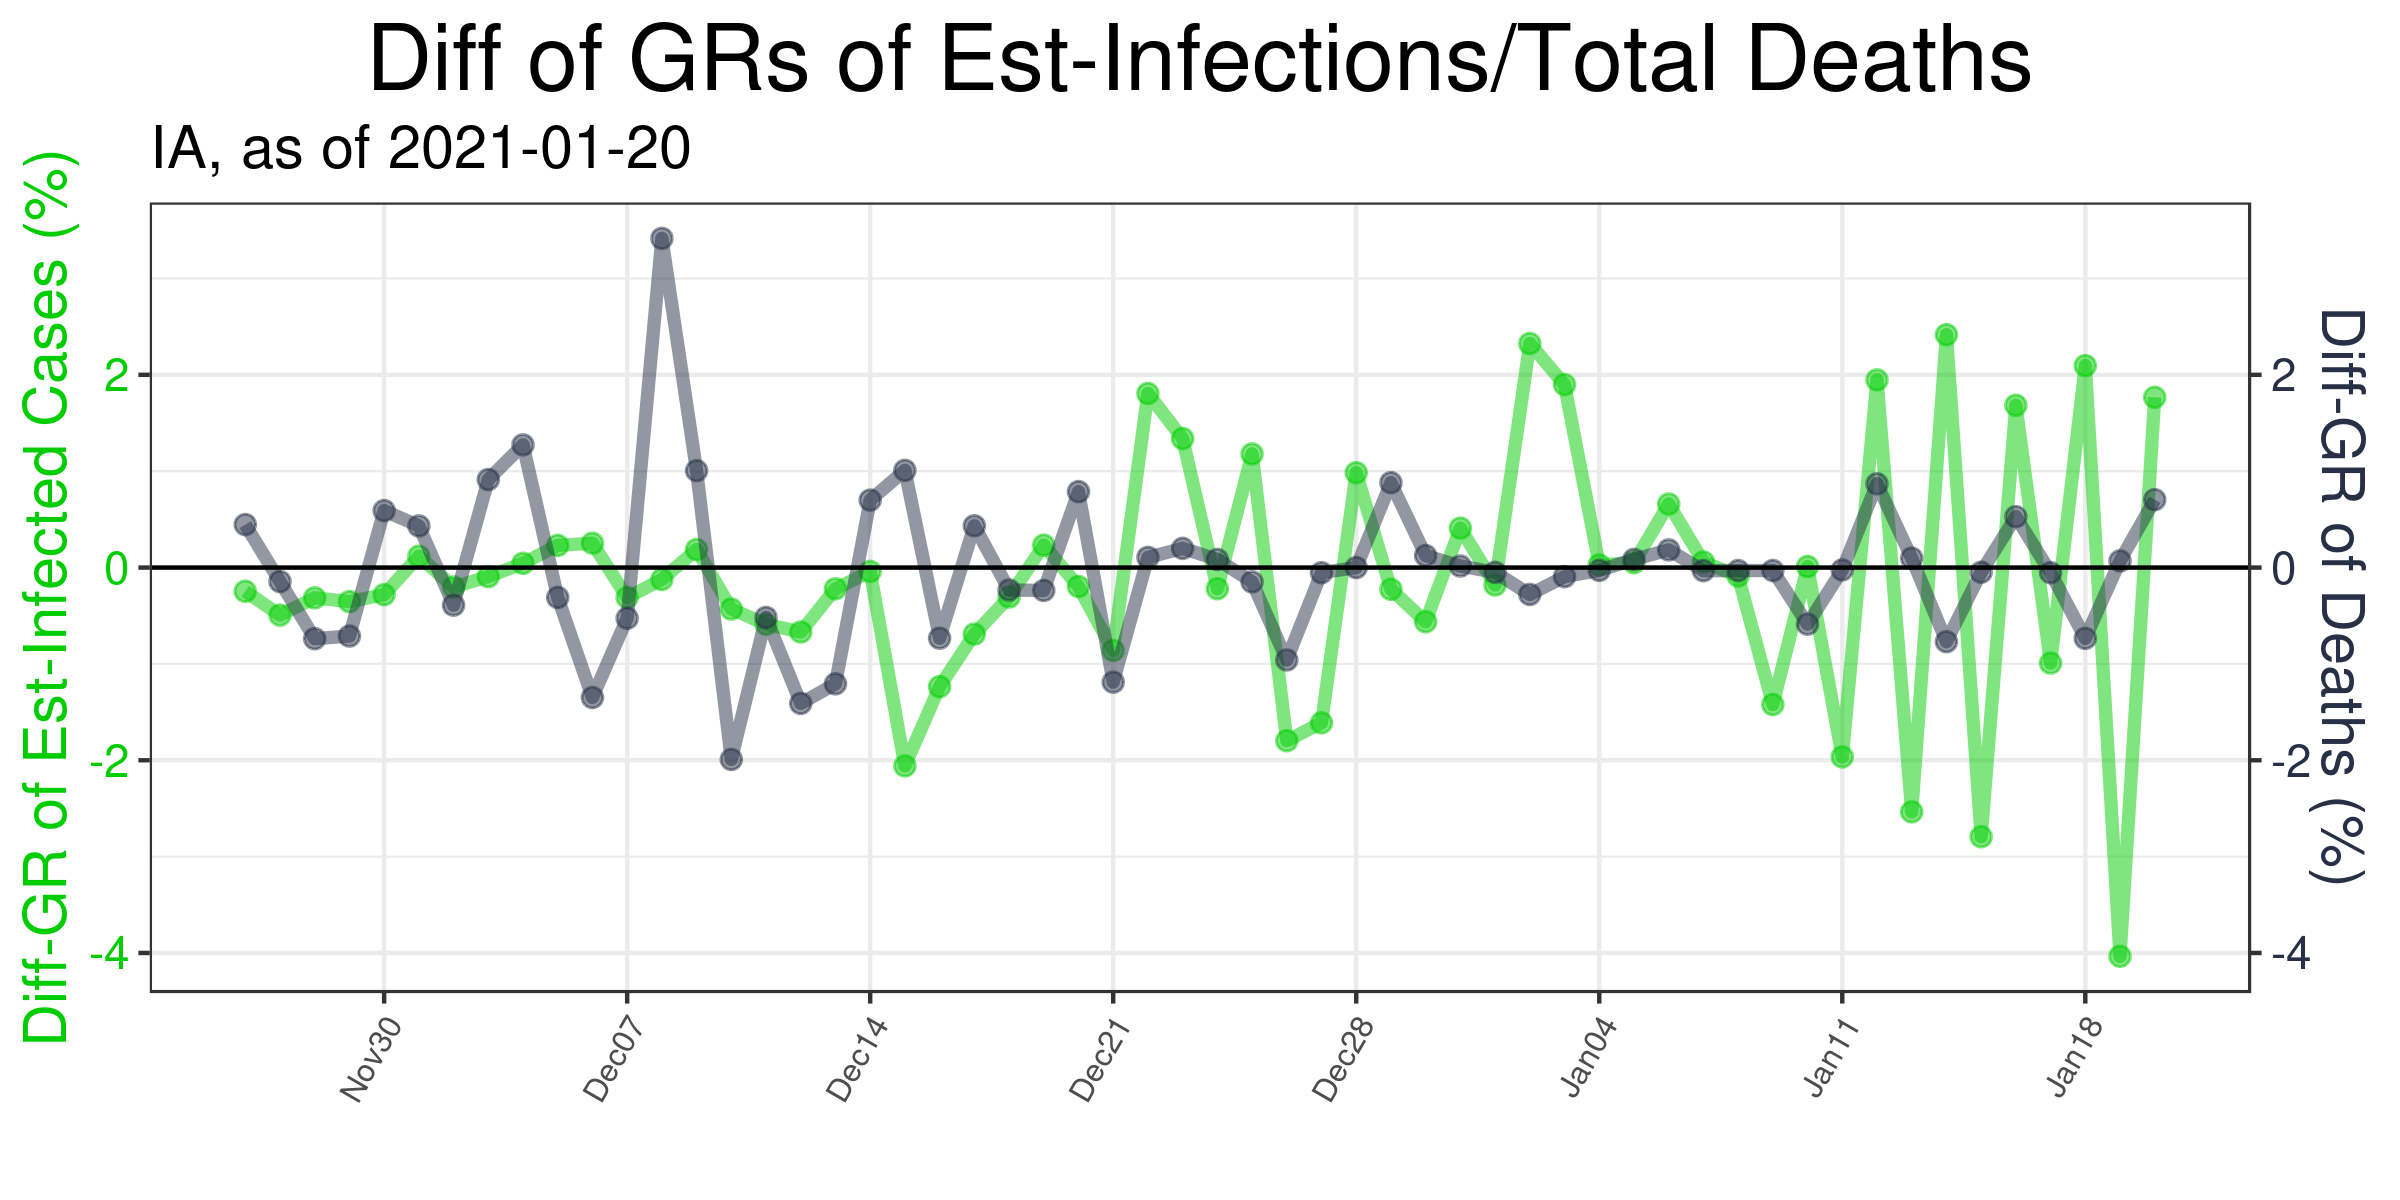 Diff of GRs of Est-Infections/Total Deaths
IA, as of 2021-01-20
Diff-GR of Est-Infected Cases (%)
2
0
-2
-4
2
0
-2
-4
Diff-GR of Deaths (%)
Nov30
Dec07
Dec14
Dec21
Dec28
Jan04
Jan11
Jan18